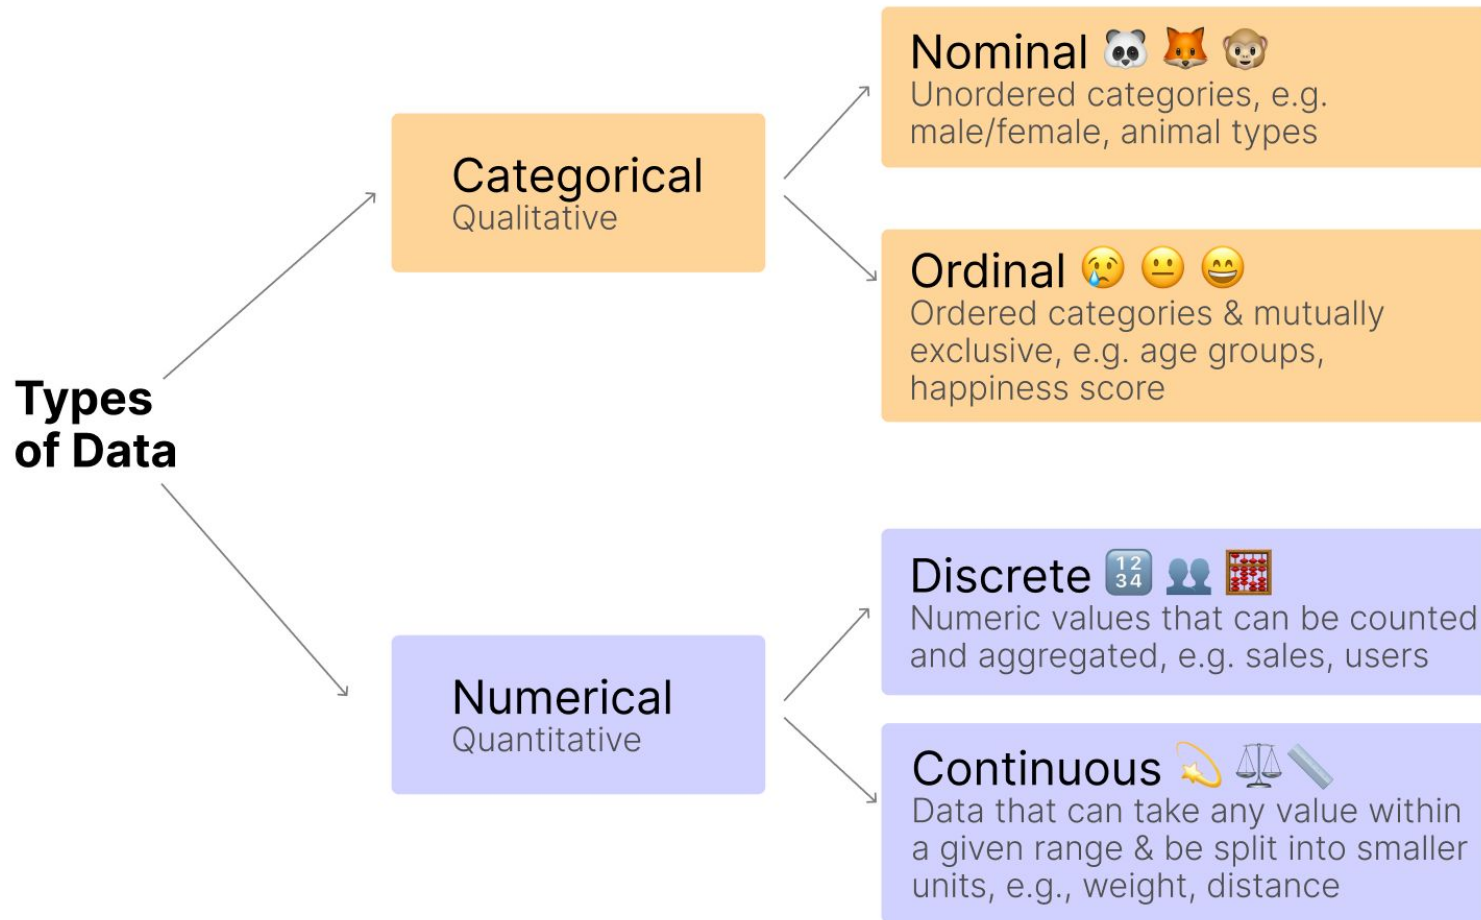 Types
of Data
Categorical
Qualitative
Nominal 🐼 🦊 🐵
Unordered categories, e.g.
male/female, animal types
Ordinal 😢 😐 😄
Ordered categories & mutually
exclusive, e.g. age groups,
happiness score
Numerical
Quantitative
Discrete 🔢 👥 🧮
Numeric values that can be counted
and aggregated, e.g. sales, users
Continuous 💫 ⚖️ 📏
Data that can take any value within
a given range & be split into smaller
units, e.g., weight, distance